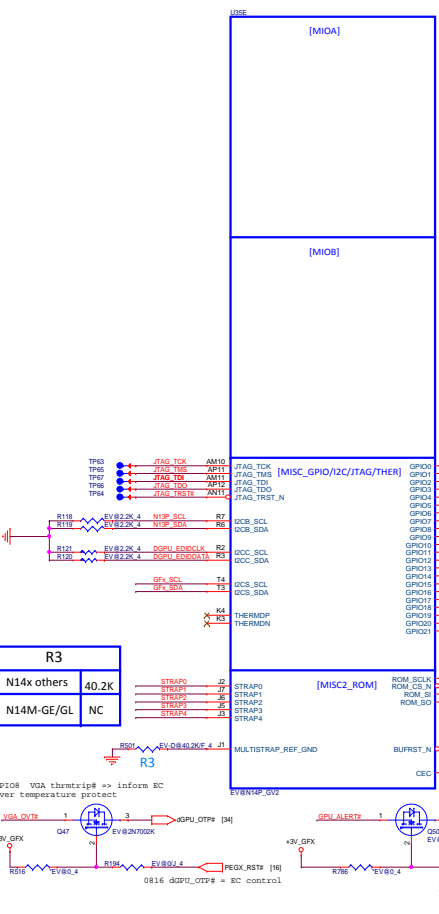 U35E
[MIOA]
[MIOB]
[MISC_GPIO/I2C/JTAG/THER]
TP63 JTAG_TCK AM10 JTAG_TCK GPIO0
TP65 JTAG_TMS AP11 JTAG_TMS GPIO1
TP67 JTAG_TDI AM11 JTAG_TDI GPIO2
TP66 JTAG_TDO AP12 JTAG_TDO GPIO3
TP64 JTAG_TRST# AN11 JTAG_TRST_N GPIO4
GPIO5
GPIO6
R118 EV@2.2K_4 N13P_SCL R7 I2CB_SCL GPIO7
R119 EV@2.2K_4 N13P_SDA R6 I2CB_SDA GPIO8
GPIO9
GPIO10
R121 EV@2.2K_4 DGPU_EDIDCLK R2 I2CC_SCL GPIO11
R120 EV@2.2K_4 DGPU_EDIDDATA R3 I2CC_SDA GPIO12
GPIO13
GPIO14
GFx_SCL T4 I2CS_SCL GPIO15
GFx_SDA T3 I2CS_SDA GPIO16
GPIO17
GPIO18
K4 THERMDP GPIO19
K3 THERMDN GPIO20
GPIO21
R3
N14x others 40.2K
N14M-GE/GL NC
[MISC2_ROM]
STRAP0 J2 STRAP0 ROM_SCLK
STRAP1 J7 STRAP1 ROM_CS_N
STRAP2 J6 STRAP2 ROM_SI
STRAP3 J5 STRAP3 ROM_SO
STRAP4 J3 STRAP4
R501 EV-D@40.2K/F_4 J1 MULTISTRAP_REF_GND BUFRST_N
R3
CEC
EV@N14P_GV2
PIO8 VGA thrmtrip# => inform EC
ver temperature protect
VGA_OVT# 1 3 dGPU_OTP# [34]
Q47 EV@2N7002K
2
3V_GFX
R516 *EV@0_4 R194 EV@0/J_4 PEGX_RST# [16]
0816 dGPU_OTP# = EC control
GPU_ALERT# 1
2
+3V_GFX
R786 *EV@0_4